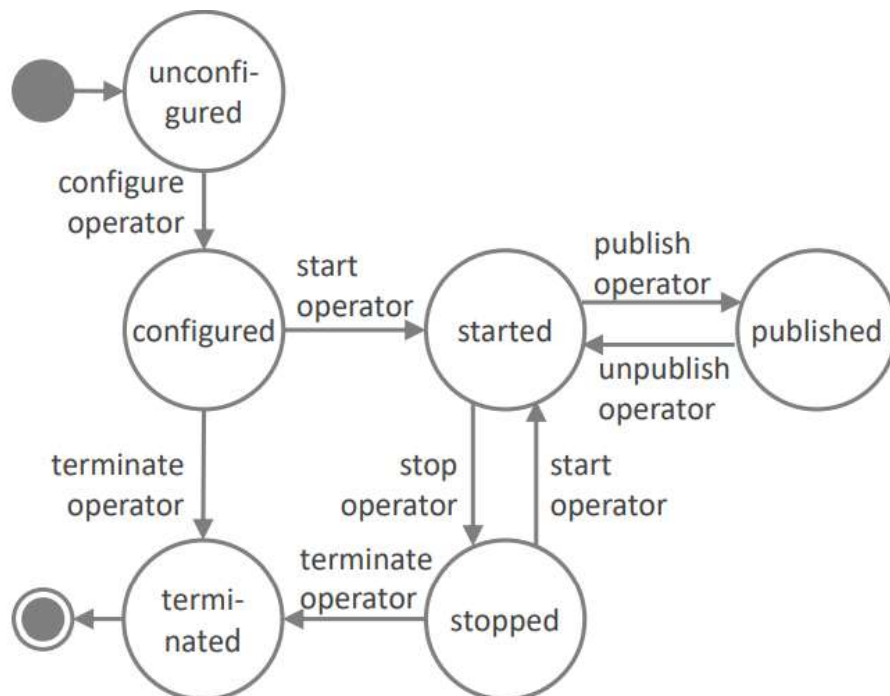 unconfi-
gured
configure
operator
configured
start
operator
started
publish
operator
unpublish
operator
published
terminate
operator
stop
operator
start
operator
termi-
nated
terminate
operator
stopped